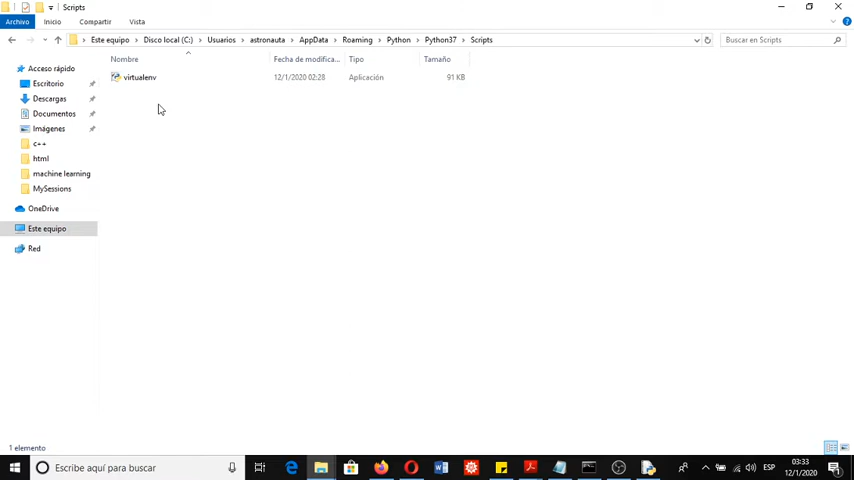 Scripts
Archivo Inicio Compartir Vista
Este equipo Disco local (C:) Usuarios astronauta AppData Roaming Python Python37 Scripts Buscar en Scripts
Nombre Fecha de modifica... Tipo Tamaño
virtualenv 12/1/2020 02:28 Aplicación 91 KB
Acceso rápido
Escritorio
Descargas
Documentos
Imágenes
c++
html
machine learning
MySessions
OneDrive
Este equipo
Red
1 elemento
Escribe aquí para buscar
ESP
03:33
12/1/2020